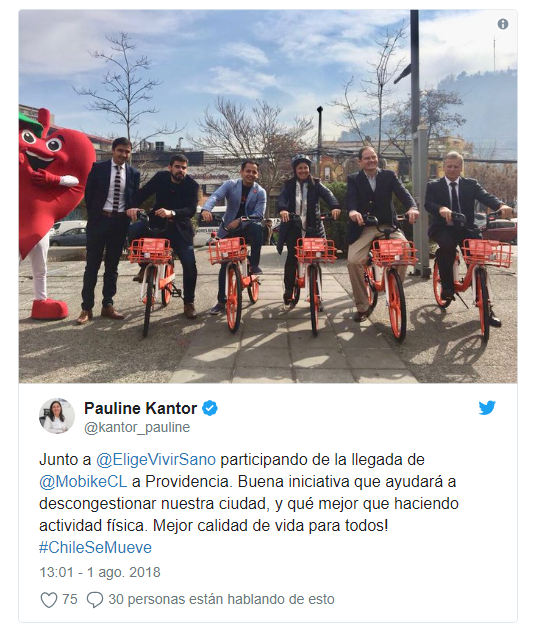 Pauline Kantor
@kantor_pauline
Junto a @EligeVivirSano participando de la llegada de
@MobikeCL a Providencia. Buena iniciativa que ayudará a
descongestionar nuestra ciudad, y qué mejor que haciendo
actividad física. Mejor calidad de vida para todos!
#ChileSeMueve
13:01 - 1 ago. 2018
75 30 personas están hablando de esto